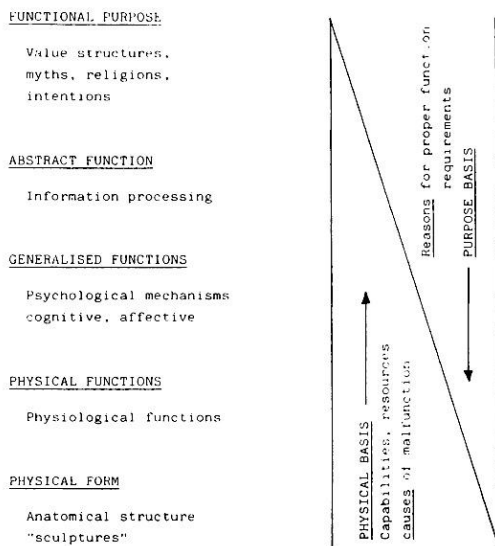 FUNCTIONAL PURPOSE
Value structures,
myths, religions,
intentions
ABSTRACT FUNCTION
Information processing
GENERALISED FUNCTIONS
Psychological mechanisms
cognitive, affective
PHYSICAL FUNCTIONS
Physiological functions
PHYSICAL FORM
Anatomical structure
"sculptures"
PHYSICAL BASIS
Capabilities, resources
causes of malfunction
Reasons for proper function
requirements
PURPOSE BASIS